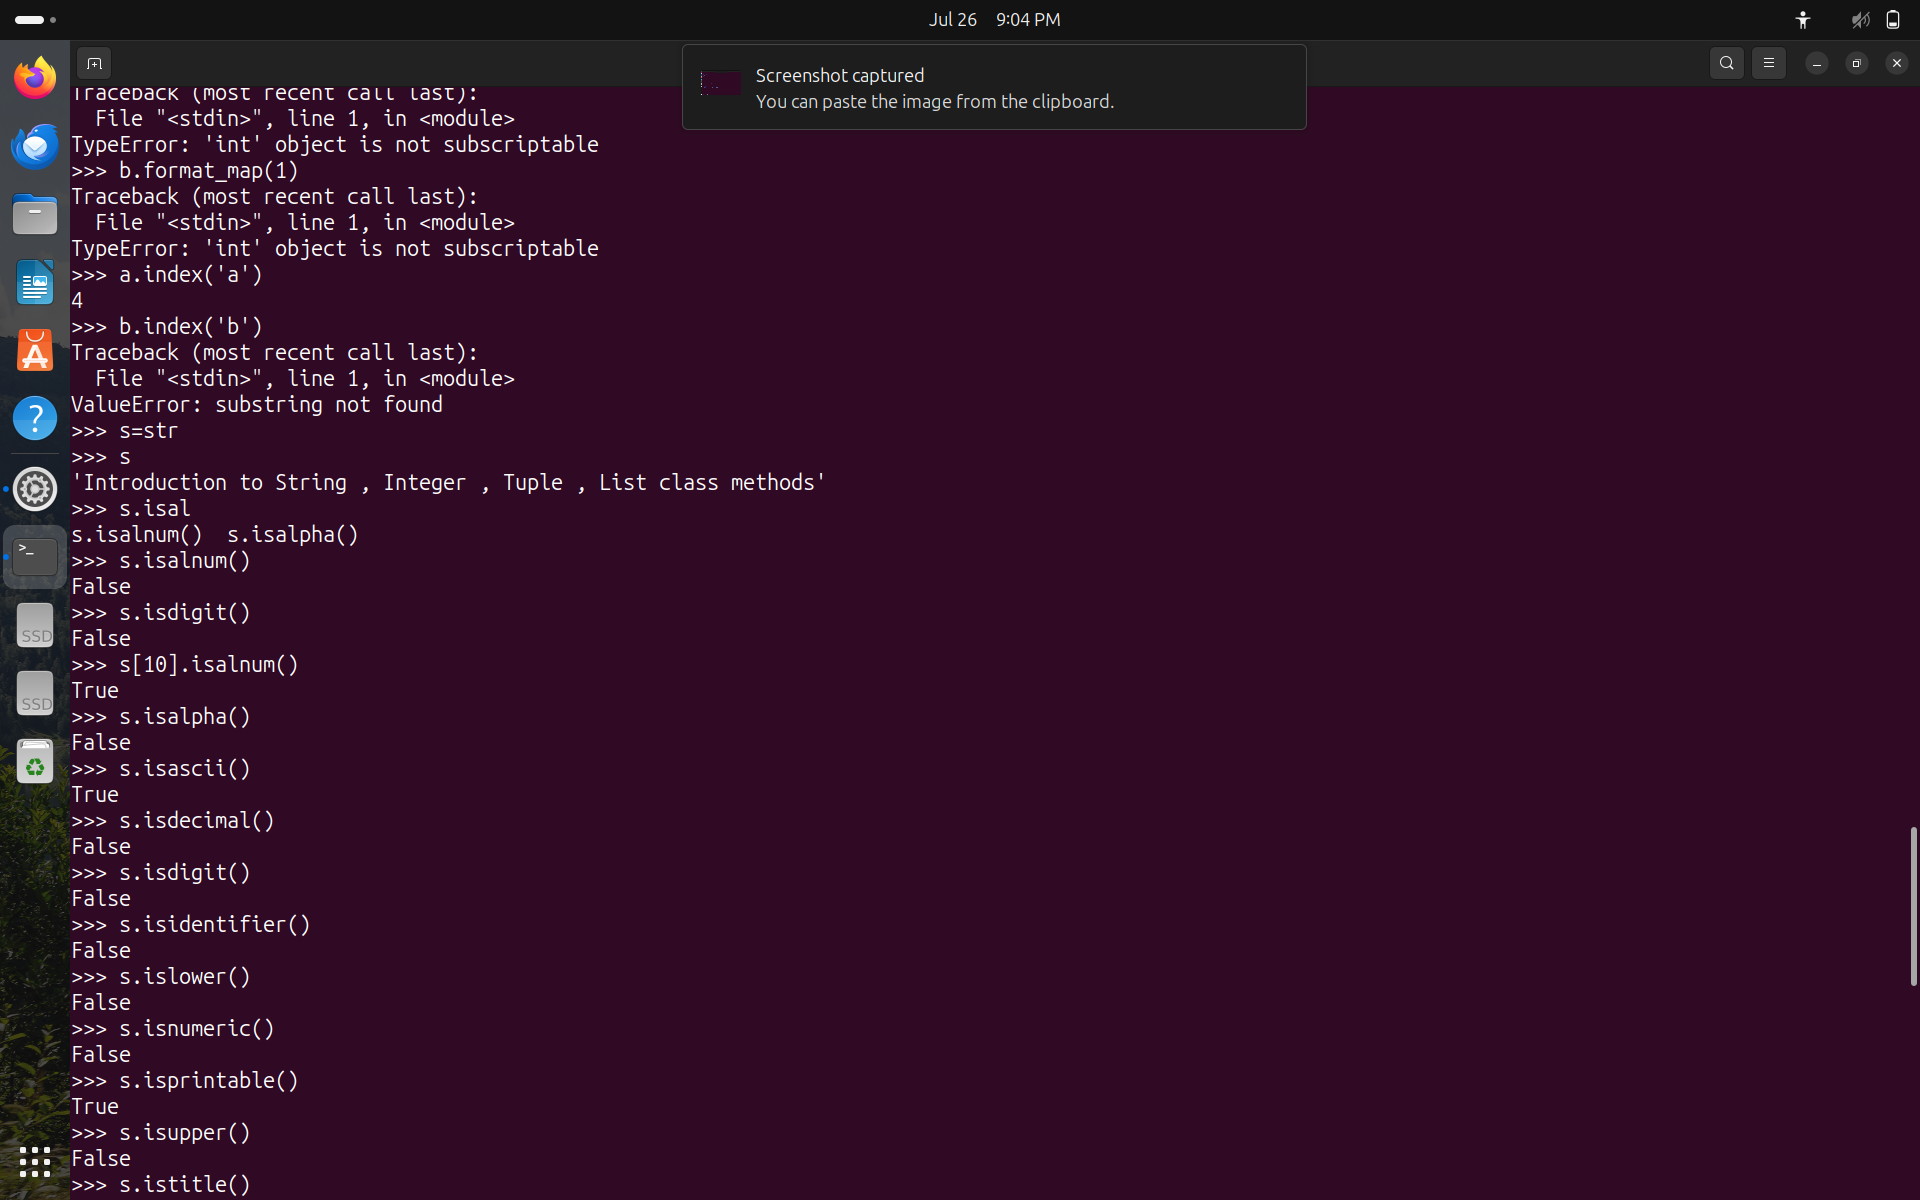 Jul 26 9:04 PM
Screenshot captured
You can paste the image from the clipboard.
Traceback (most recent call last):
  File "<stdin>", line 1, in <module>
TypeError: 'int' object is not subscriptable
>>> b.format_map(1)
Traceback (most recent call last):
  File "<stdin>", line 1, in <module>
TypeError: 'int' object is not subscriptable
>>> a.index('a')
4
>>> b.index('b')
Traceback (most recent call last):
  File "<stdin>", line 1, in <module>
ValueError: substring not found
>>> s=str
>>> s
'Introduction to String , Integer , Tuple , List class methods'
>>> s.isal
s.isalnum()  s.isalpha()
>>> s.isalnum()
False
>>> s.isdigit()
False
>>> s[10].isalnum()
True
>>> s.isalpha()
False
>>> s.isascii()
True
>>> s.isdecimal()
False
>>> s.isdigit()
False
>>> s.isidentifier()
False
>>> s.islower()
False
>>> s.isnumeric()
False
>>> s.isprintable()
True
>>> s.isupper()
False
>>> s.istitle()
SSD
SSD